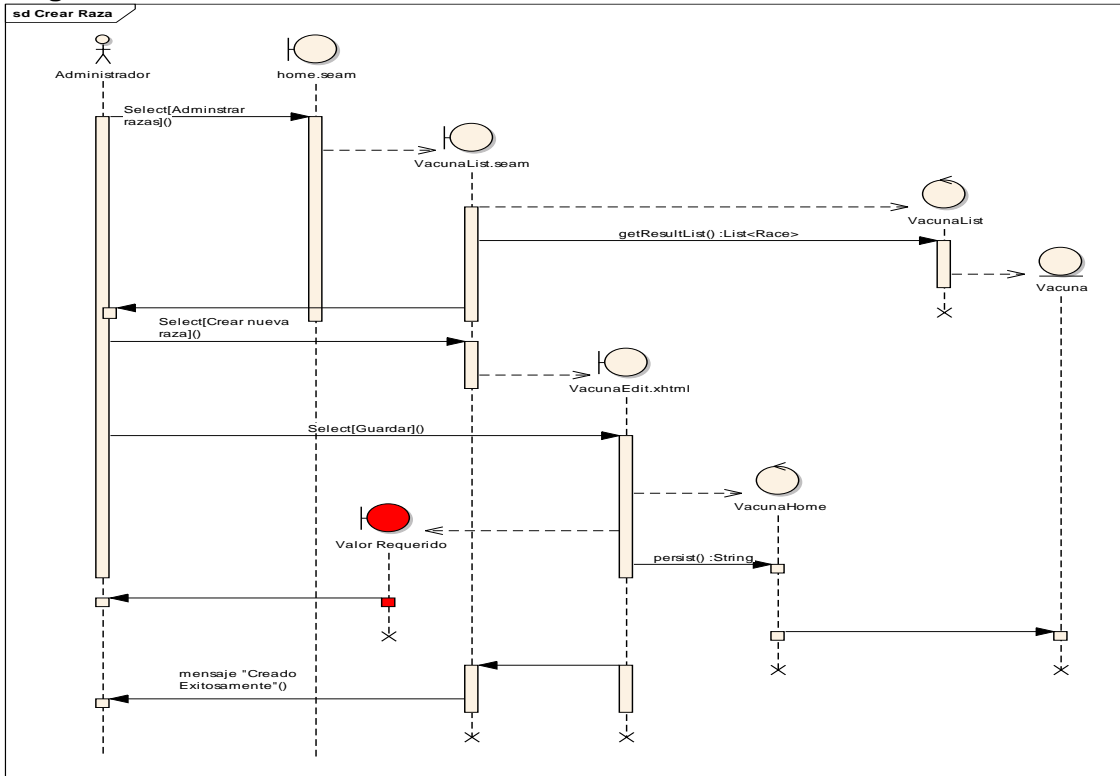 sd Crear Raza
Administrador
home.seam
Select[Adminstrar
razas]()
VacunaList.seam
VacunaList
getResultList() :List<Race>
Vacuna
Select[Crear nueva
raza]()
VacunaEdit.xhtml
Select[Guardar]()
VacunaHome
Valor Requerido
persist() :String
mensaje "Creado
Exitosamente"()